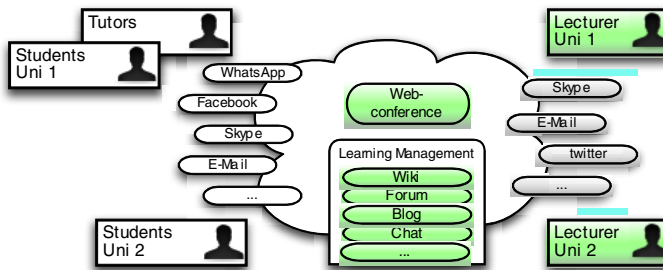 Tutors
Students
Uni 1
WhatsApp
Facebook
Skype
E-Mail
...
Students
Uni 2
Web-
conference
Learning Management
Wiki
Forum
Blog
Chat
...
Lecturer
Uni 1
Skype
E-Mail
twitter
...
Lecturer
Uni 2